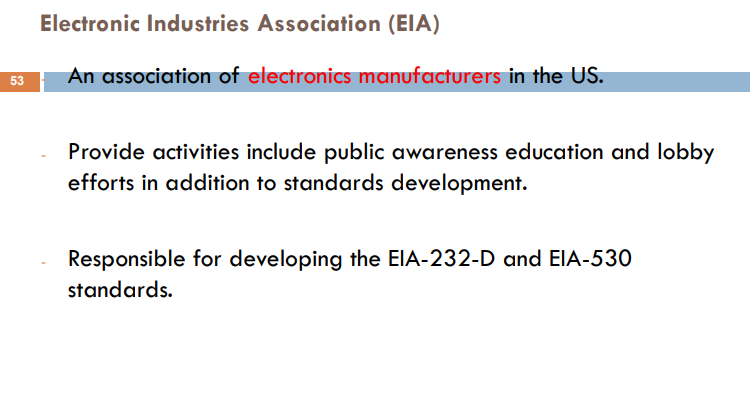 Electronic Industries Association (EIA)
53
- An association of electronics manufacturers in the US.
- Provide activities include public awareness education and lobby
efforts in addition to standards development.
- Responsible for developing the EIA-232-D and EIA-530
standards.